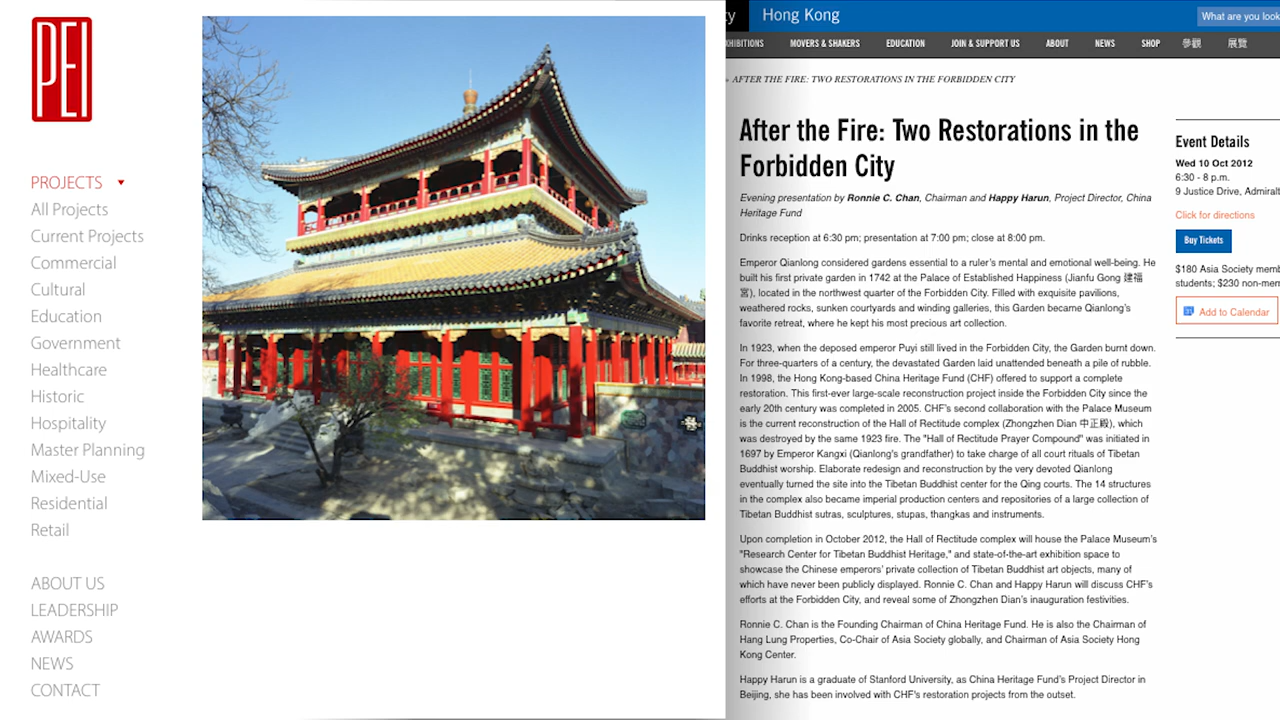 PEI
PROJECTS
All Projects
Current Projects
Commercial
Cultural
Education
Government
Healthcare
Historic
Hospitality
Master Planning
Mixed-Use
Residential
Retail
ABOUT US
LEADERSHIP
AWARDS
NEWS
CONTACT
Hong Kong
What are you look
MOVERS & SHAKERS
EDUCATION
JOIN & SUPPORT US
ABOUT
NEWS
SHOP
參觀
展覽
» AFTER THE FIRE: TWO RESTORATIONS IN THE FORBIDDEN CITY
After the Fire: Two Restorations in the
Forbidden City
Evening presentation by Ronnie C. Chan, Chairman and Happy Harun, Project Director, China
Heritage Fund
Drinks reception at 6:30 pm; presentation at 7:00 pm; close at 8:00 pm.
Emperor Qianlong considered gardens essential to a ruler's mental and emotional well-being. He
built his first private garden in 1742 at the Palace of Established Happiness (Jianfu Gong 建福
宮), located in the northwest quarter of the Forbidden City. Filled with exquisite pavilions,
weathered rocks, sunken courtyards and winding galleries, this Garden became Qianlong's
favorite retreat, where he kept his most precious art collection.
In 1923, when the deposed emperor Puyi still lived in the Forbidden City, the Garden burnt down.
For three-quarters of a century, the devastated Garden laid unattended beneath a pile of rubble.
In 1998, the Hong Kong-based China Heritage Fund (CHF) offered to support a complete
restoration. This first-ever large-scale reconstruction project inside the Forbidden City since the
early 20th century was completed in 2005. CHF's second collaboration with the Palace Museum
is the current reconstruction of the Hall of Rectitude complex (Zhongzhen Dian 中正殿), which
was destroyed by the same 1923 fire. The "Hall of Rectitude Prayer Compound" was initiated in
1697 by Emperor Kangxi (Qianlong's grandfather) to take charge of all court rituals of Tibetan
Buddhist worship. Elaborate redesign and reconstruction by the very devoted Qianlong
eventually turned the site into the Tibetan Buddhist center for the Qing courts. The 14 structures
in the complex also became imperial production centers and repositories of a large collection of
Tibetan Buddhist sutras, sculptures, stupas, thangkas and instruments.
Upon completion in October 2012, the Hall of Rectitude complex will house the Palace Museum's
"Research Center for Tibetan Buddhist Heritage," and state-of-the-art exhibition space to
showcase the Chinese emperors' private collection of Tibetan Buddhist art objects, many of
which have never been publicly displayed. Ronnie C. Chan and Happy Harun will discuss CHF's
efforts at the Forbidden City, and reveal some of Zhongzhen Dian's inauguration festivities.
Ronnie C. Chan is the Founding Chairman of China Heritage Fund. He is also the Chairman of
Hang Lung Properties, Co-Chair of Asia Society globally, and Chairman of Asia Society Hong
Kong Center.
Happy Harun is a graduate of Stanford University, as China Heritage Fund's Project Director in
Beijing, she has been involved with CHF's restoration projects from the outset.
Event Details
Wed 10 Oct 2012
6:30 - 8 p.m.
9 Justice Drive, Admiralt
Click for directions
Buy Tickets
$180 Asia Society memb
students; $230 non-mem
Add to Calendar